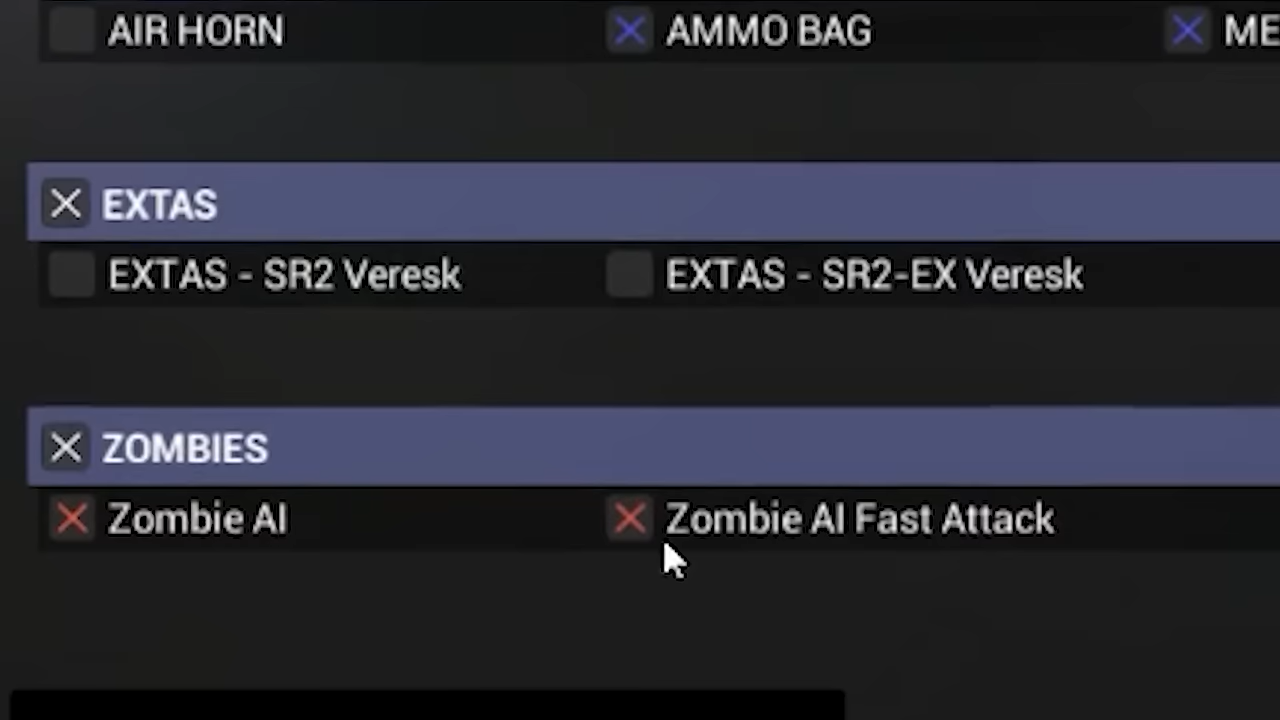 AIR HORN AMMO BAG ME
EXTAS
EXTAS - SR2 Veresk EXTAS - SR2-EX Veresk
ZOMBIES
Zombie AI Zombie AI Fast Attack